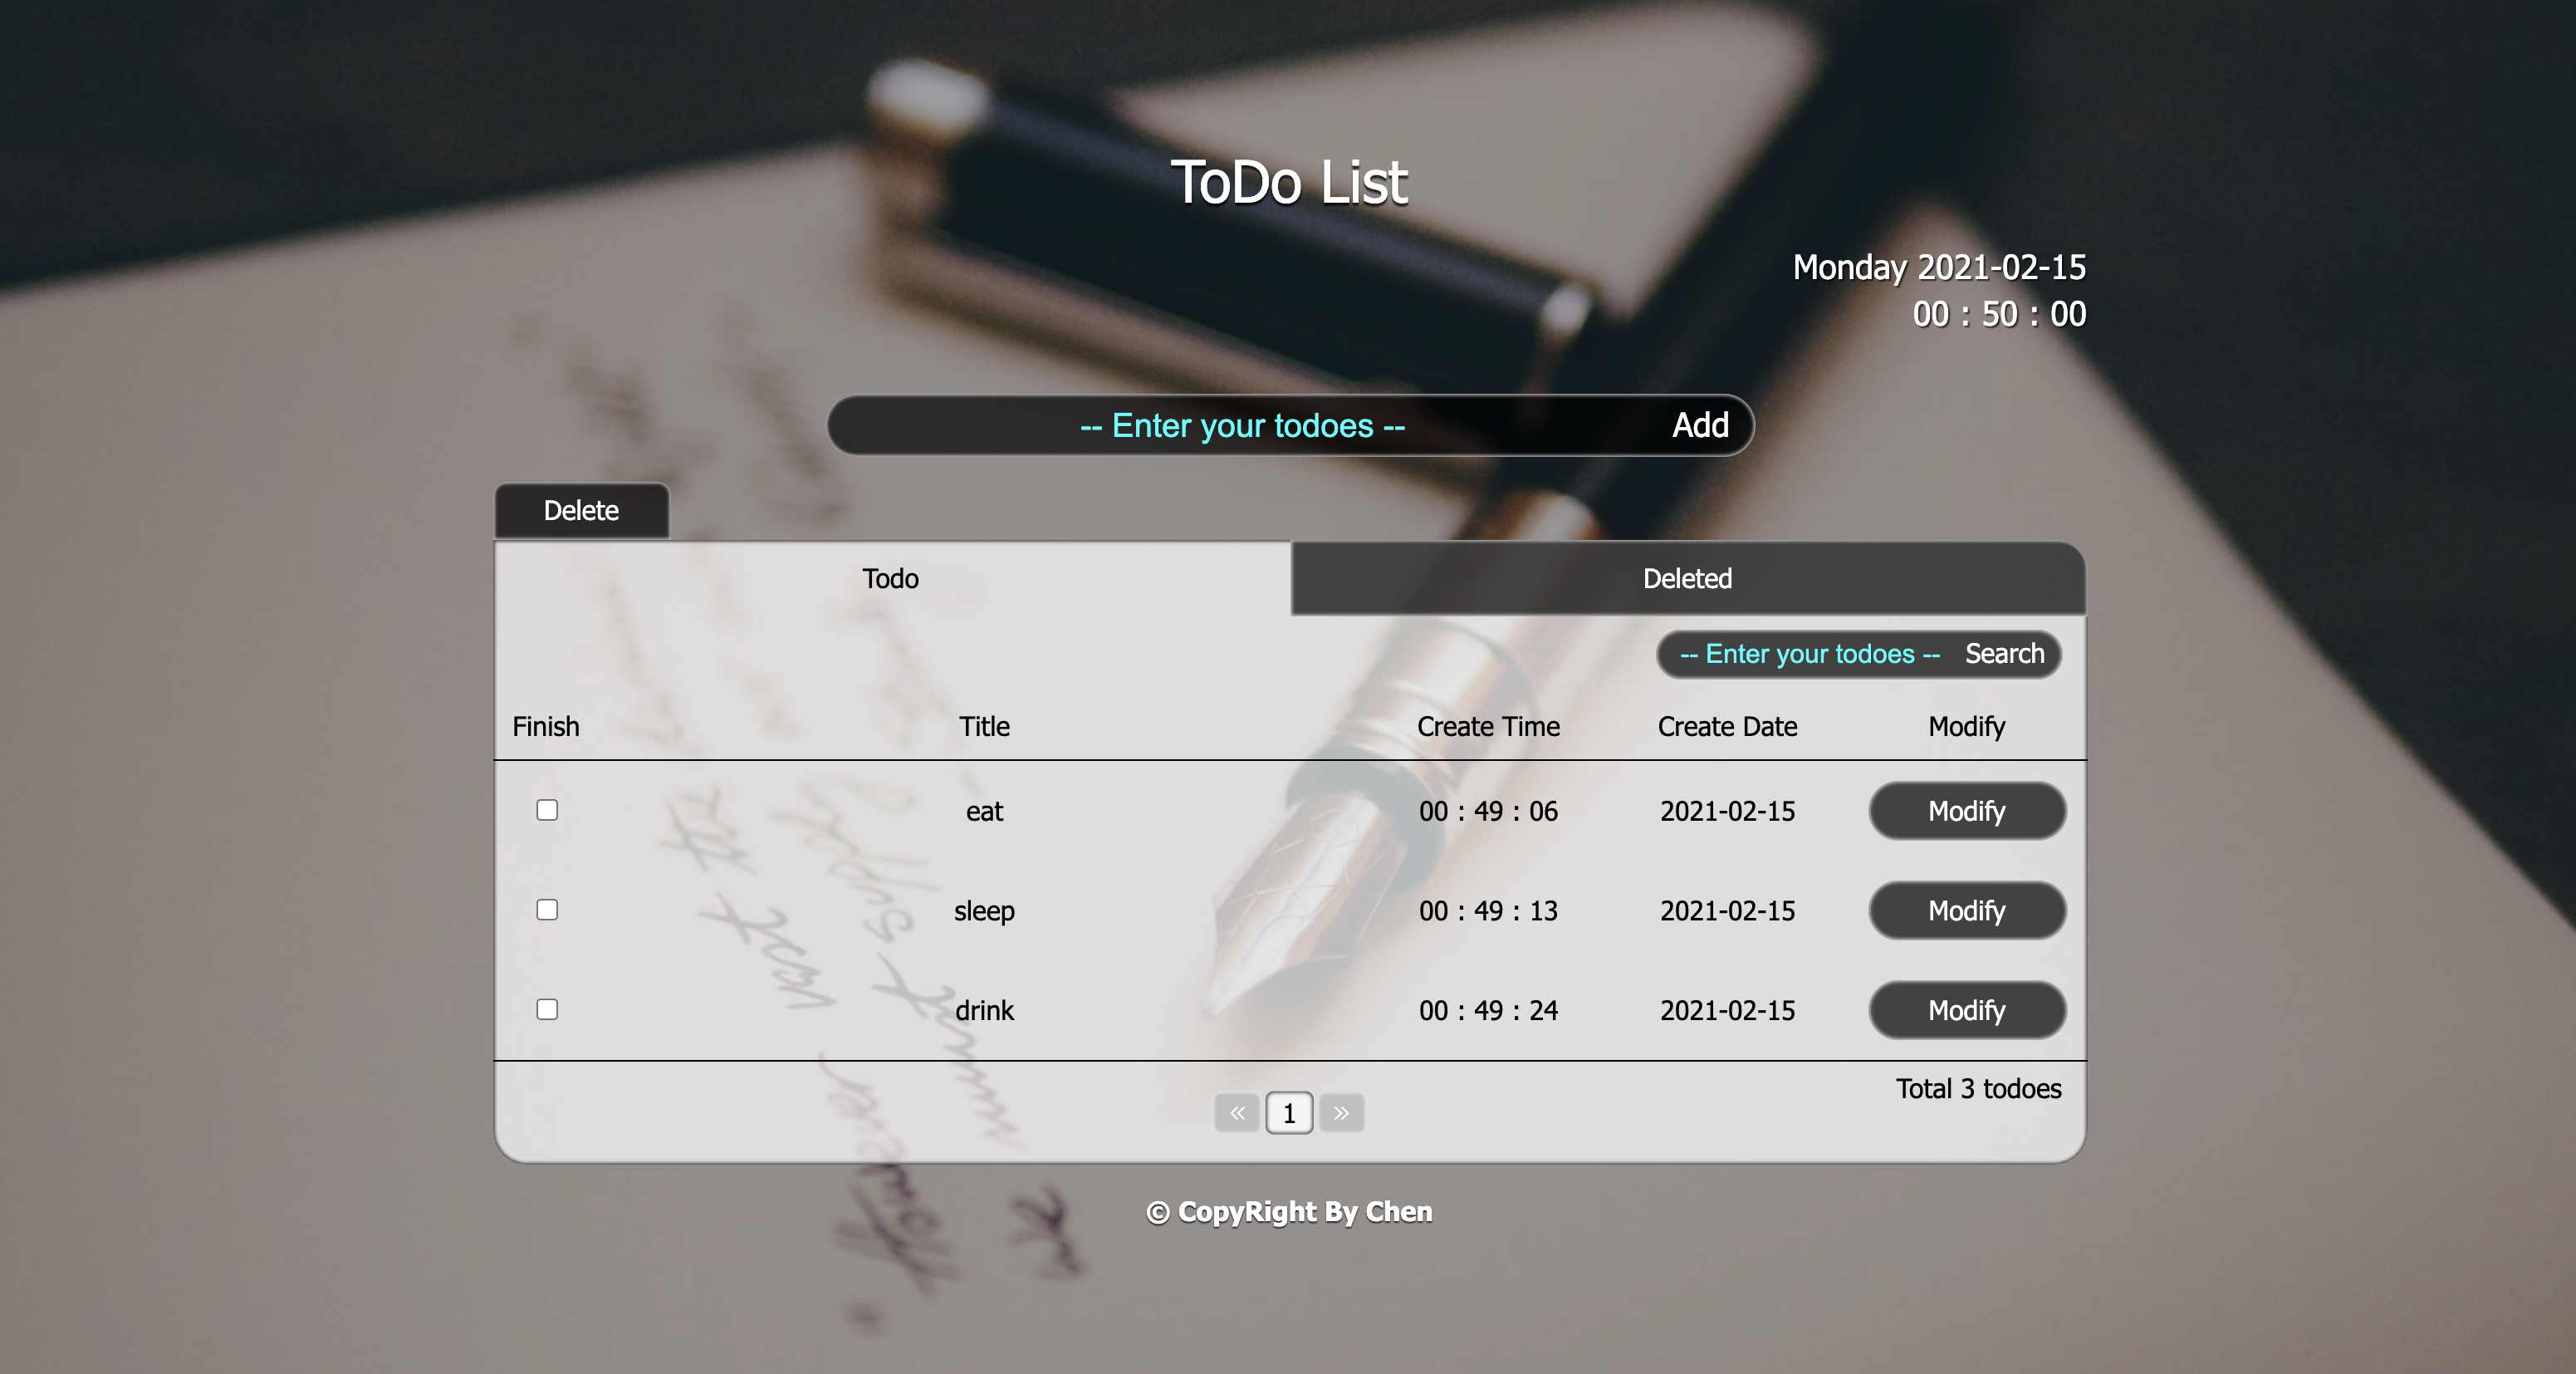 ToDo List
Monday 2021-02-15
00 : 50 : 00
-- Enter your todoes -- Add
Delete
Todo Deleted
-- Enter your todoes -- Search
Finish Title Create Time Create Date Modify
eat 00 : 49 : 06 2021-02-15 Modify
sleep 00 : 49 : 13 2021-02-15 Modify
drink 00 : 49 : 24 2021-02-15 Modify
Total 3 todoes
« 1 »
© CopyRight By Chen